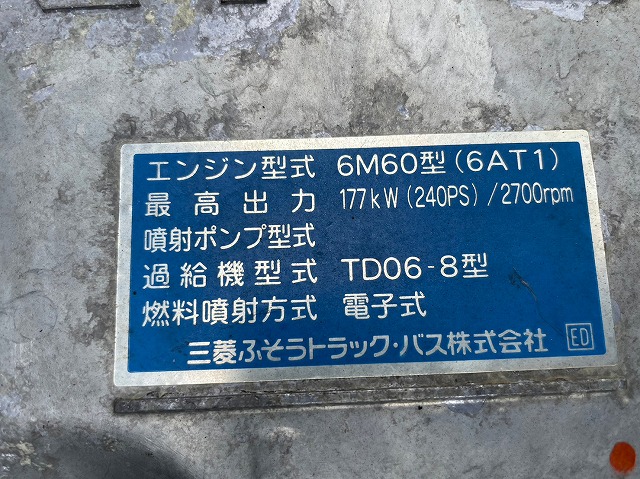 エンジン型式 6M60型(6AT1)
最高出力 177kW(240PS)/2700rpm
噴射ポンプ型式
過給機型式 TD06-8型
燃料噴射方式 電子式
三菱ふそうトラック・バス株式会社 ED